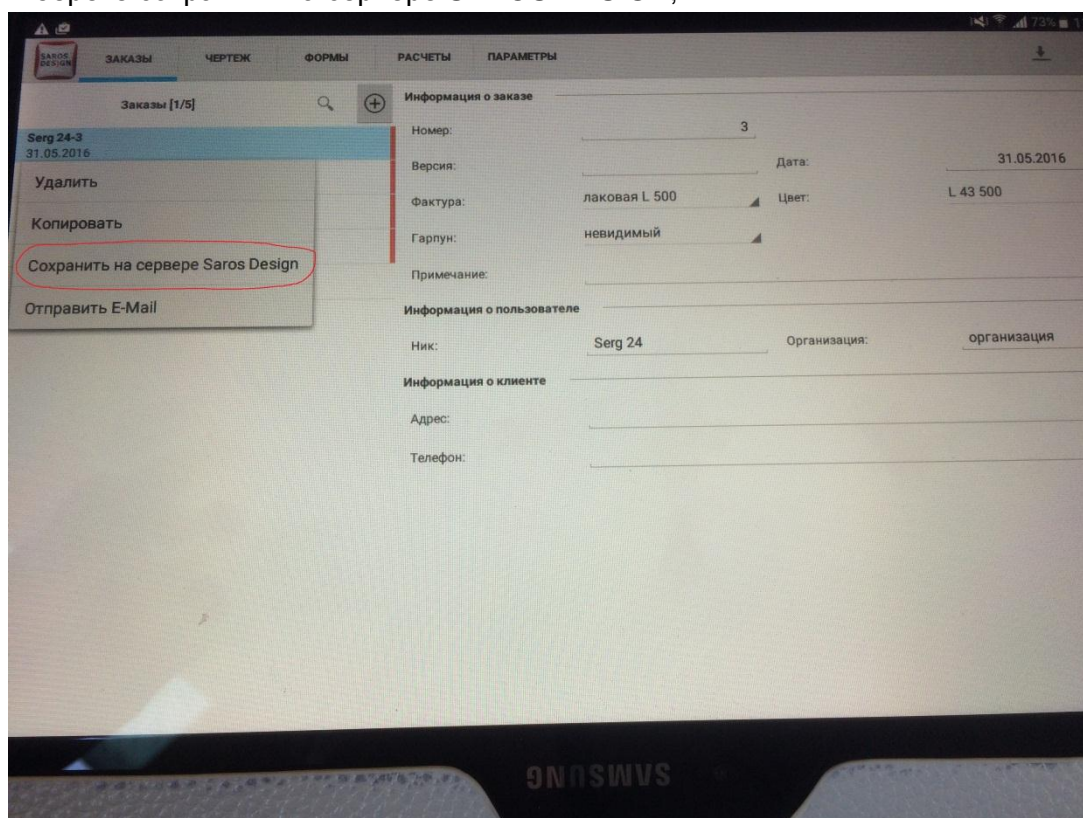 73%
SAROS DESIGN
ЗАКАЗЫ ЧЕРТЕЖ ФОРМЫ РАСЧЕТЫ ПАРАМЕТРЫ
Заказы [1/5]
Serg 24-3
31.05.2016
Удалить
Копировать
Сохранить на сервере Saros Design
Отправить E-Mail
Информация о заказе
Номер: 3
Версия: Дата: 31.05.2016
Фактура: лаковая L 500 Цвет: L 43 500
Гарпун: невидимый
Примечание:
Информация о пользователе
Ник: Serg 24 Организация: организация
Информация о клиенте
Адрес:
Телефон:
SAMSUNG